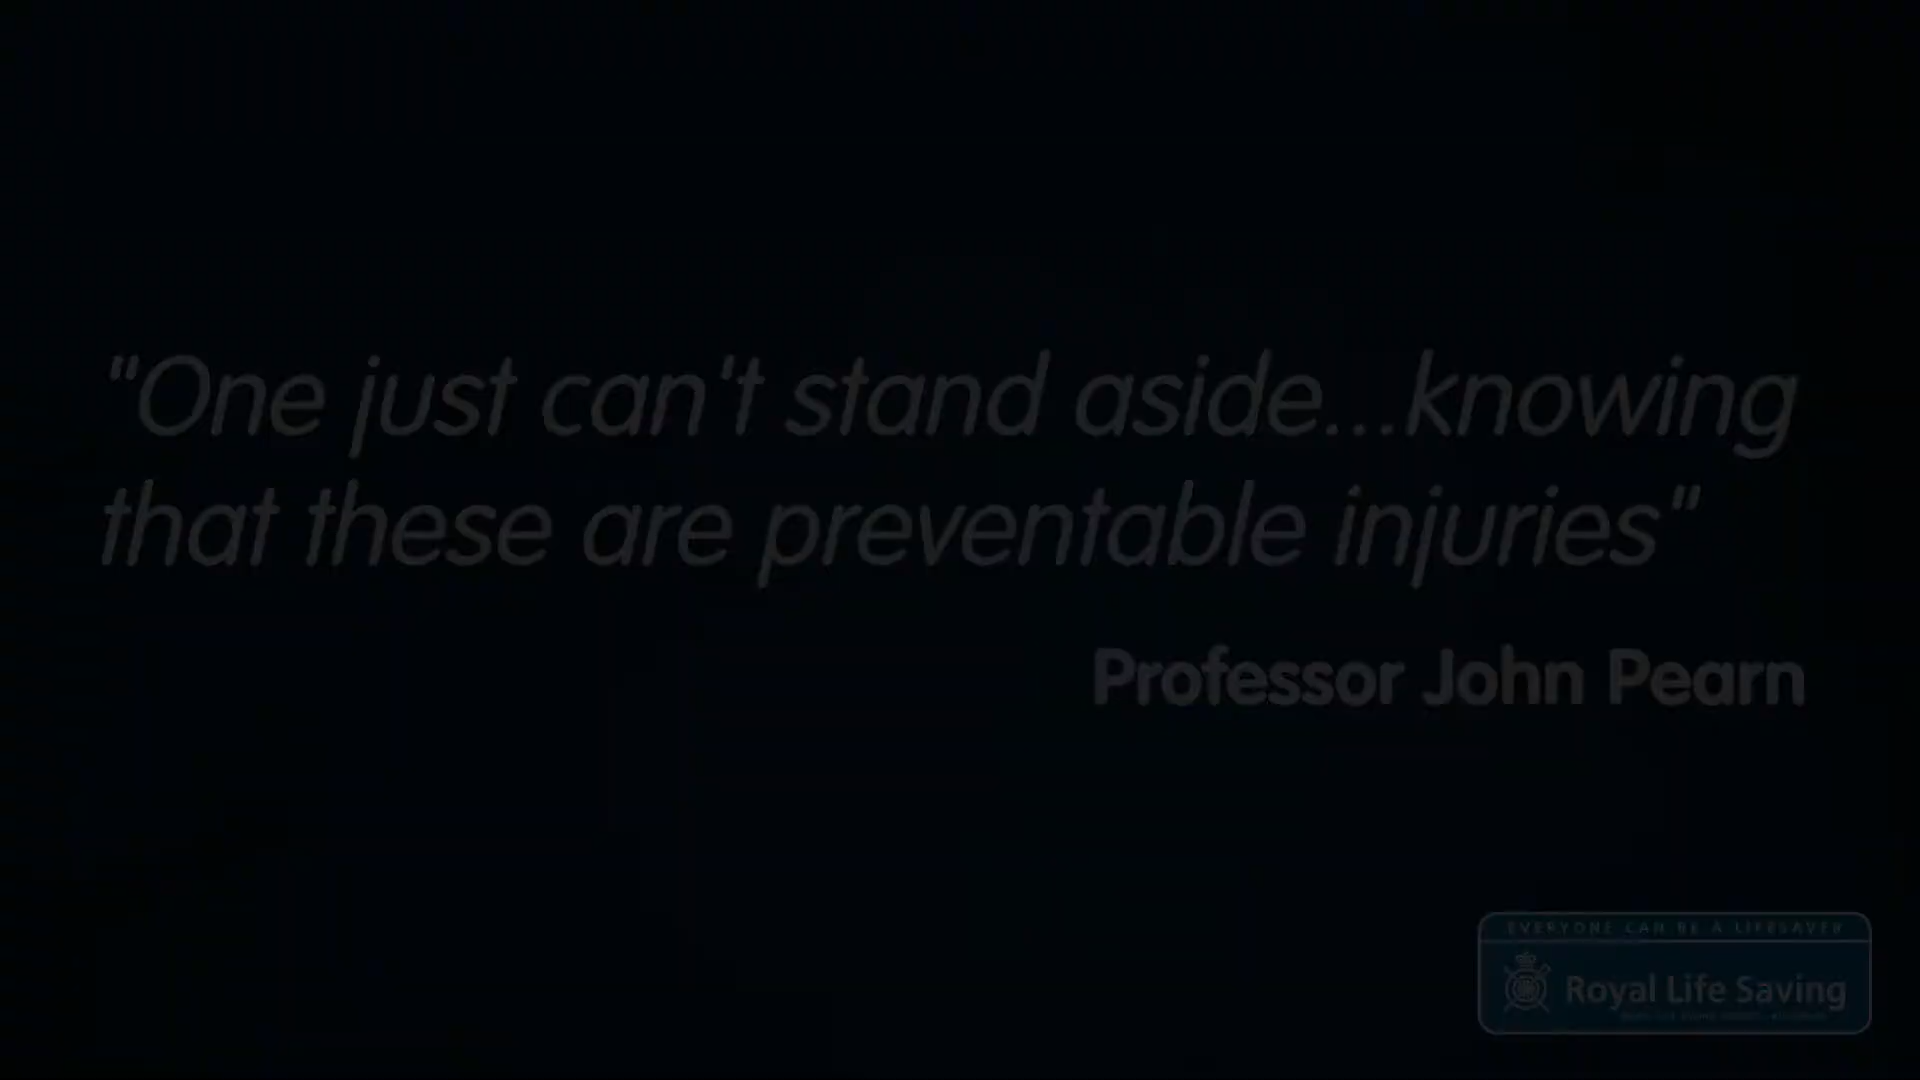 "One just can't stand aside...knowing
that these are preventable injuries"
Professor John Pearn
EVERYONE CAN BE A LIFESAVER
Royal Life Saving